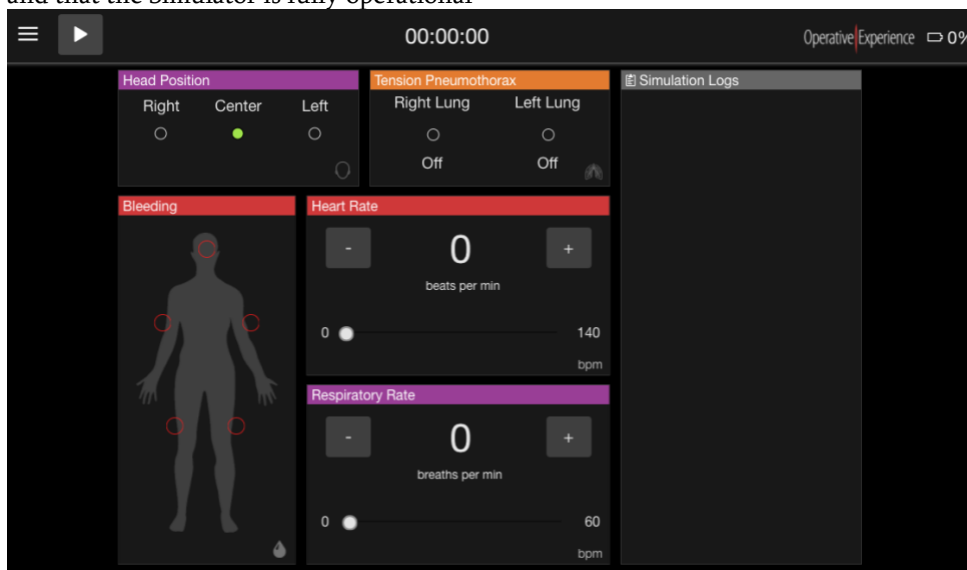 and that the Simulator is fully operational
00:00:00
Operative Experience 0%
Head Position
Right Center Left
Tension Pneumothorax
Right Lung Left Lung
Off Off
Simulation Logs
Bleeding
Heart Rate
- 0 +
beats per min
0 140
bpm
Respiratory Rate
- 0 +
breaths per min
0 60
bpm